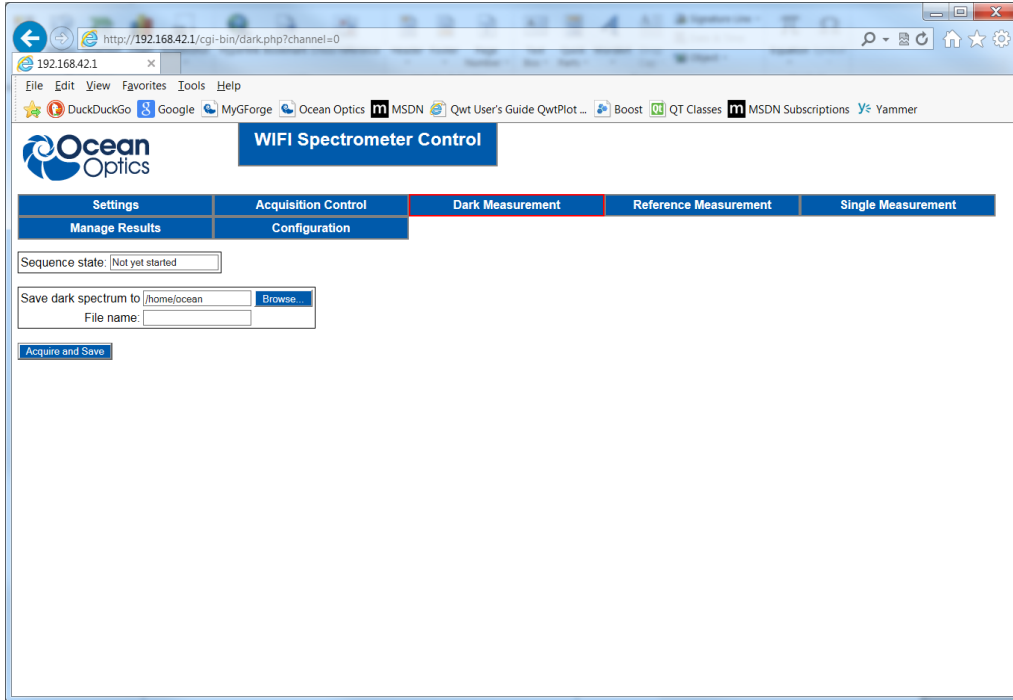 http://192.168.42.1/cgi-bin/dark.php?channel=0
192.168.42.1
File Edit View Favorites Tools Help
DuckDuckGo Google MyGForge Ocean Optics MSDN Qwt User's Guide QwtPlot ... Boost QT Classes MSDN Subscriptions Yammer
Ocean
Optics
WIFI Spectrometer Control
Settings Acquisition Control Dark Measurement Reference Measurement Single Measurement
Manage Results Configuration
Sequence state: Not yet started
Save dark spectrum to /home/ocean Browse...
File name:
Acquire and Save